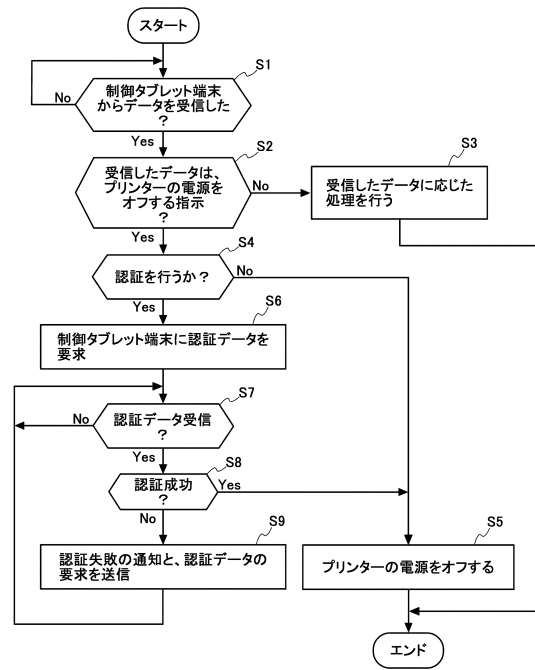 スタート
S1
制御タブレット端末
からデータを受信した
?
No
Yes
S2
受信したデータは、
プリンターの電源を
オフする指示
?
No
Yes
S3
受信したデータに応じた
処理を行う
S4
認証を行うか?
No
Yes
S6
制御タブレット端末に認証データを
要求
S7
認証データ受信
?
No
Yes
S8
認証成功
?
Yes
No
S9
認証失敗の通知と、認証データの
要求を送信
S5
プリンターの電源をオフする
エンド